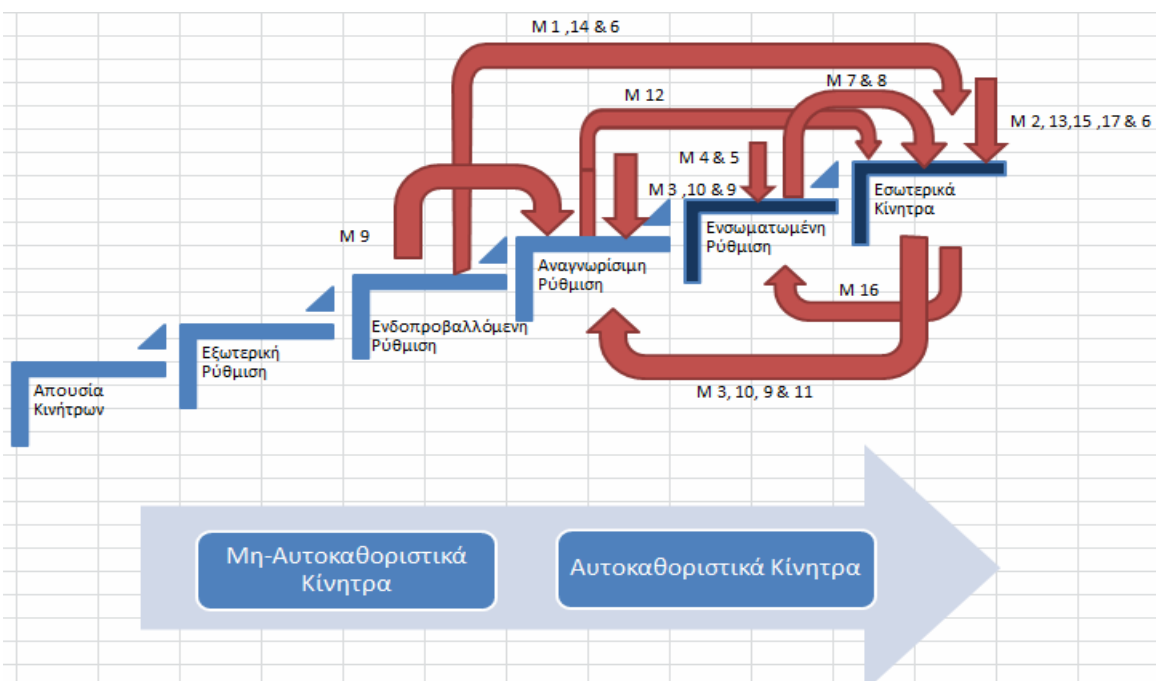 M 1 ,14 & 6
M 7 & 8
M 12
M 2, 13,15 ,17 & 6
M 4 & 5
M 3 ,10 & 9
Εσωτερικά
Κίνητρα
M 9
Ενσωματωμένη
Ρύθμιση
Αναγνωρίσιμη
Ρύθμιση
M 16
Ενδοπροβαλλόμενη
Ρύθμιση
Εξωτερική
Ρύθμιση
M 3, 10, 9 & 11
Απουσία
Κινήτρων
Μη-Αυτοκαθοριστικά
Κίνητρα
Αυτοκαθοριστικά Κίνητρα